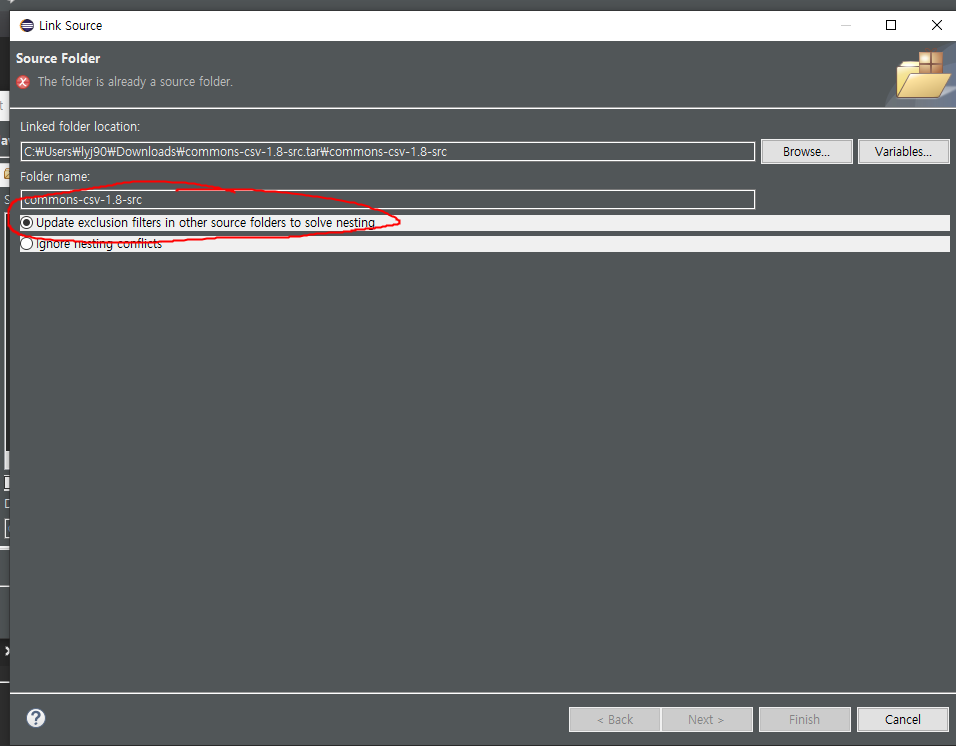 Link Source
Source Folder
The folder is already a source folder.
Linked folder location:
C:₩Users₩lyj90₩Downloads₩commons-csv-1.8-src.tar₩commons-csv-1.8-src
Browse...
Variables...
Folder name:
commons-csv-1.8-src
Update exclusion filters in other source folders to solve nesting
Ignore nesting conflicts
?
< Back
Next >
Finish
Cancel